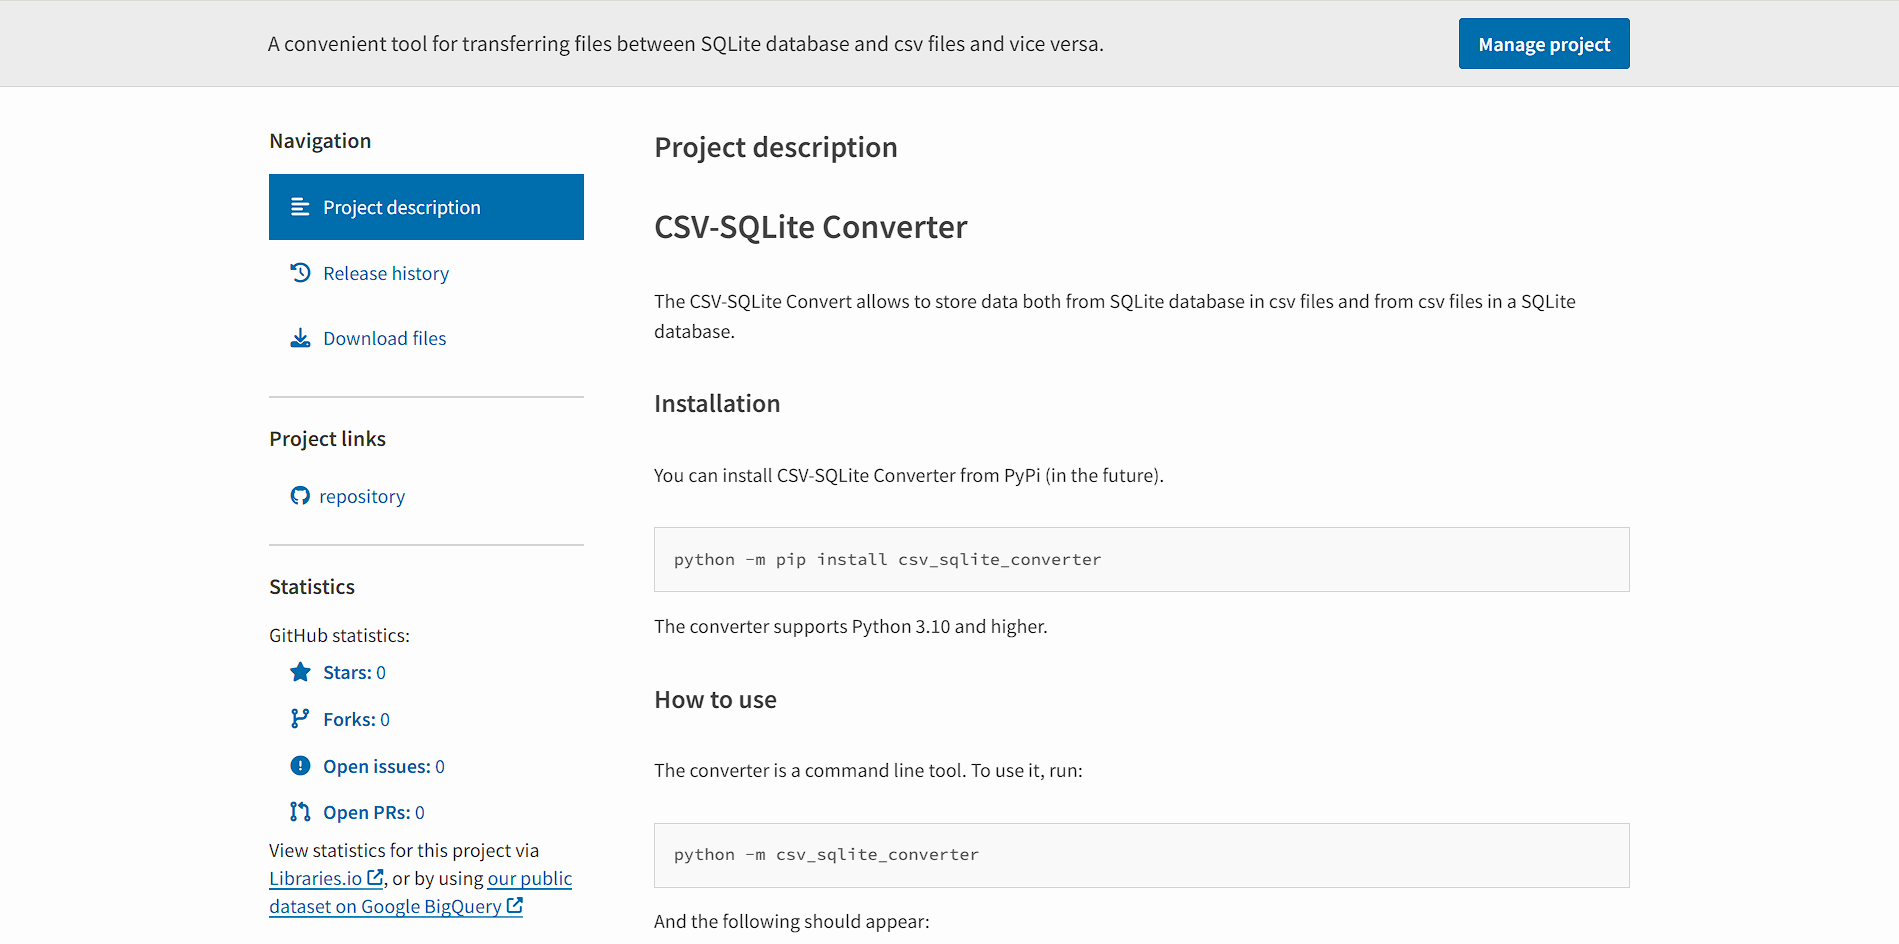 A convenient tool for transferring files between SQLite database and csv files and vice versa.
Manage project
Navigation
Project description
Release history
Download files
Project links
repository
Statistics
GitHub statistics:
Stars: 0
Forks: 0
Open issues: 0
Open PRs: 0
View statistics for this project via
Libraries.io, or by using our public
dataset on Google BigQuery
Project description
CSV-SQLite Converter
The CSV-SQLite Convert allows to store data both from SQLite database in csv files and from csv files in a SQLite
database.
Installation
You can install CSV-SQLite Converter from PyPi (in the future).
python -m pip install csv_sqlite_converter
The converter supports Python 3.10 and higher.
How to use
The converter is a command line tool. To use it, run:
python -m csv_sqlite_converter
And the following should appear: